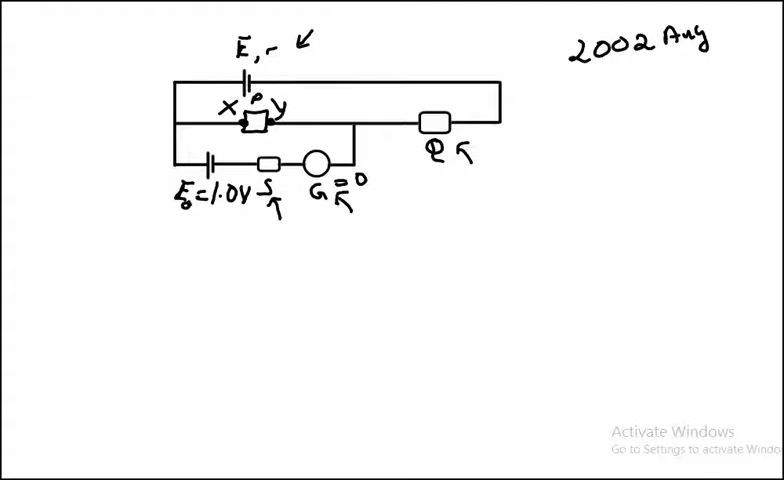 E, r
2002 Aug
X P Y
Q
E₀ = 1.0V S G = 0
Activate Windows
Go to Settings to activate Windo